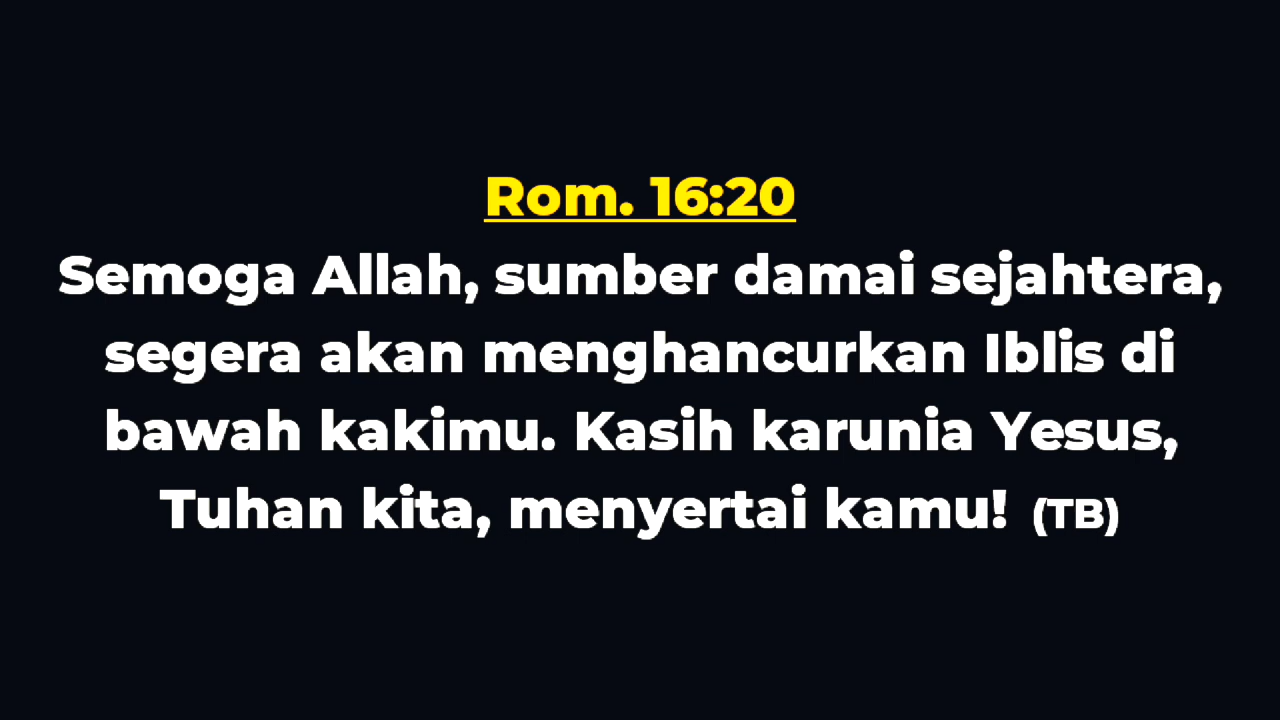 Rom. 16:20
Semoga Allah, sumber damai sejahtera,
segera akan menghancurkan Iblis di
bawah kakimu. Kasih karunia Yesus,
Tuhan kita, menyertai kamu! (TB)